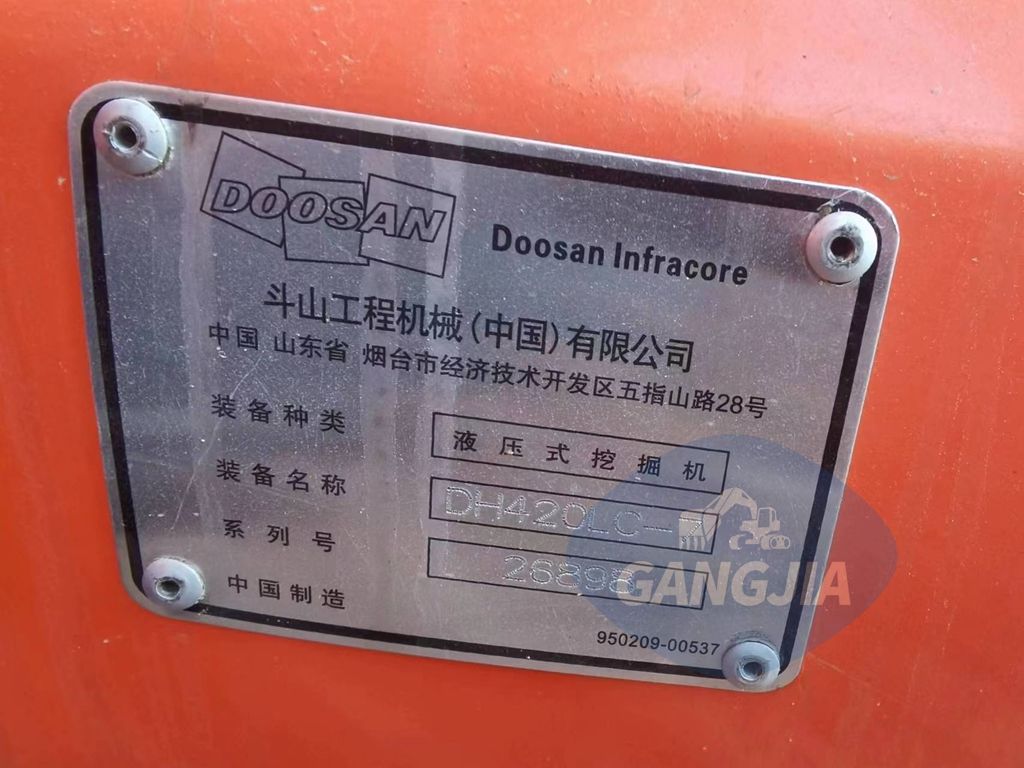 DOOSAN
Doosan Infracore
斗山工程机械(中国)有限公司
中国 山东省 烟台市经济技术开发区五指山路28号
装备种类 液压式挖掘机
装备名称 DH420LC-7
系列号 26898
中国制造
950209-00537
GANGJIA